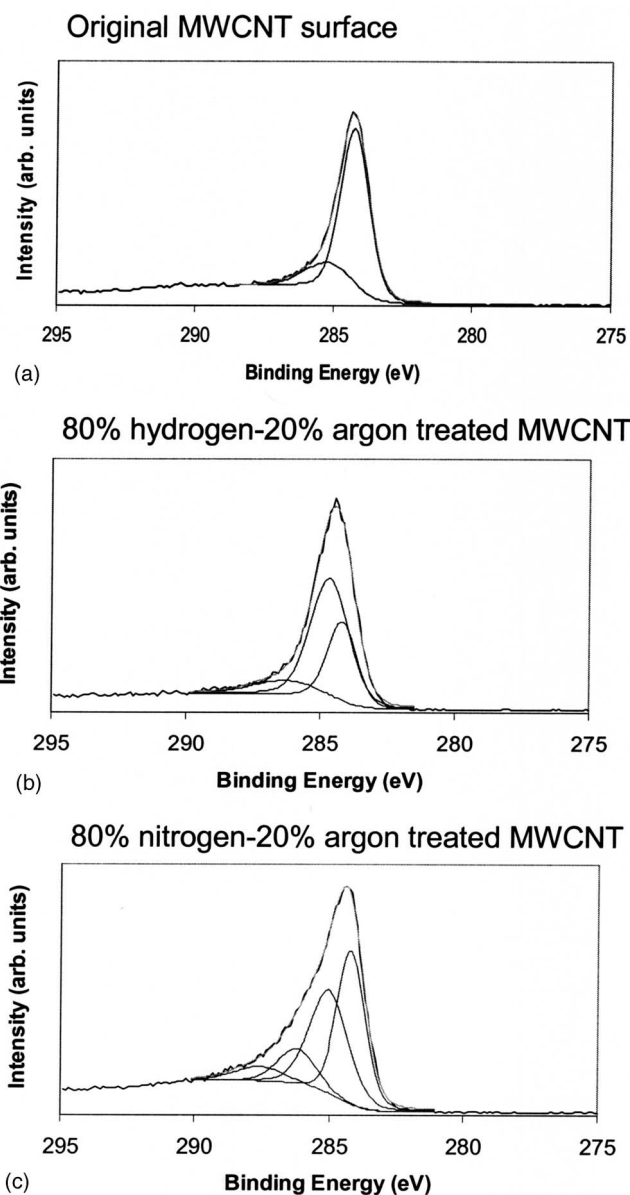 Original MWCNT surface
Intensity (arb. units)
295 290 285 280 275
Binding Energy (eV)
(a)
80% hydrogen-20% argon treated MWCNT
Intensity (arb. units)
295 290 285 280 275
Binding Energy (eV)
(b)
80% nitrogen-20% argon treated MWCNT
Intensity (arb. units)
295 290 285 280 275
Binding Energy (eV)
(c)